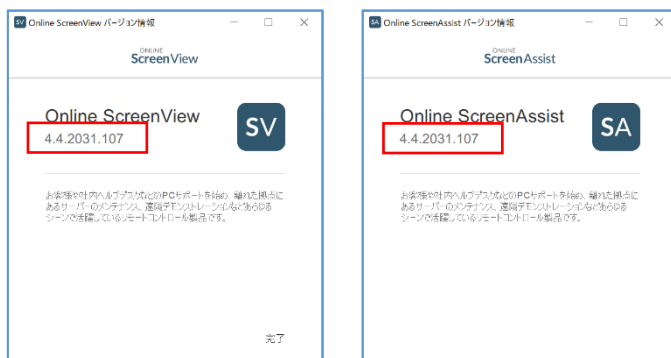 SV Online ScreenView バージョン情報
ONLINE
ScreenView
Online ScreenView
4.4.2031.107
SV
お客様や社内ヘルプデスクなどのPCサポートを始め、離れた拠点に
あるサーバーのメンテナンス、遠隔デモンストレーションなどあらゆる
シーンで活躍しているリモートコントロール製品です。
完了
SA Online ScreenAssist バージョン情報
ONLINE
ScreenAssist
Online ScreenAssist
4.4.2031.107
SA
お客様や社内ヘルプデスクなどのPCサポートを始め、離れた拠点に
あるサーバーのメンテナンス、遠隔デモンストレーションなどあらゆる
シーンで活躍しているリモートコントロール製品です。